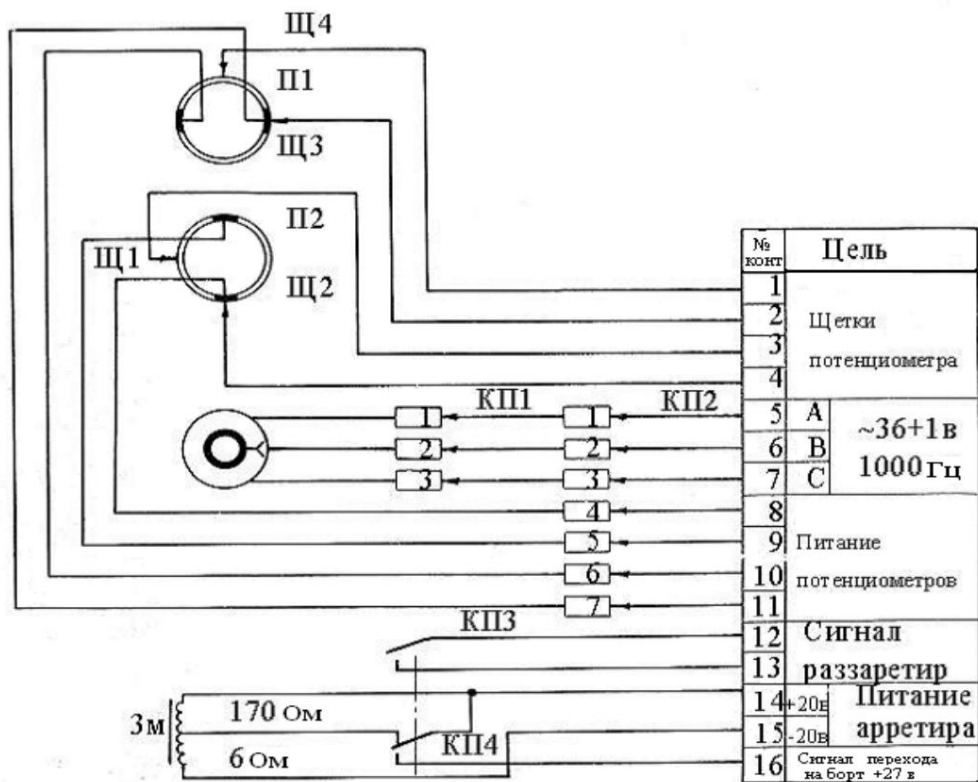 Щ4
П1
Щ3
П2
Щ1
Щ2
КП1
КП2
1
1
2
2
3
3
4
5
6
7
КП3
3м
170 Ом
6 Ом
КП4
№ конт
Цель
1
2
3
4
Щетки
потенциометра
5 А
6 В
7 С
~36+1в
1000 Гц
8
9
10
11
Питание
потенциометров
12
13
Сигнал
раззаретир
14 +20в
15 -20в
Питание
арретира
16
Сигнал перехода
на борт +27 в